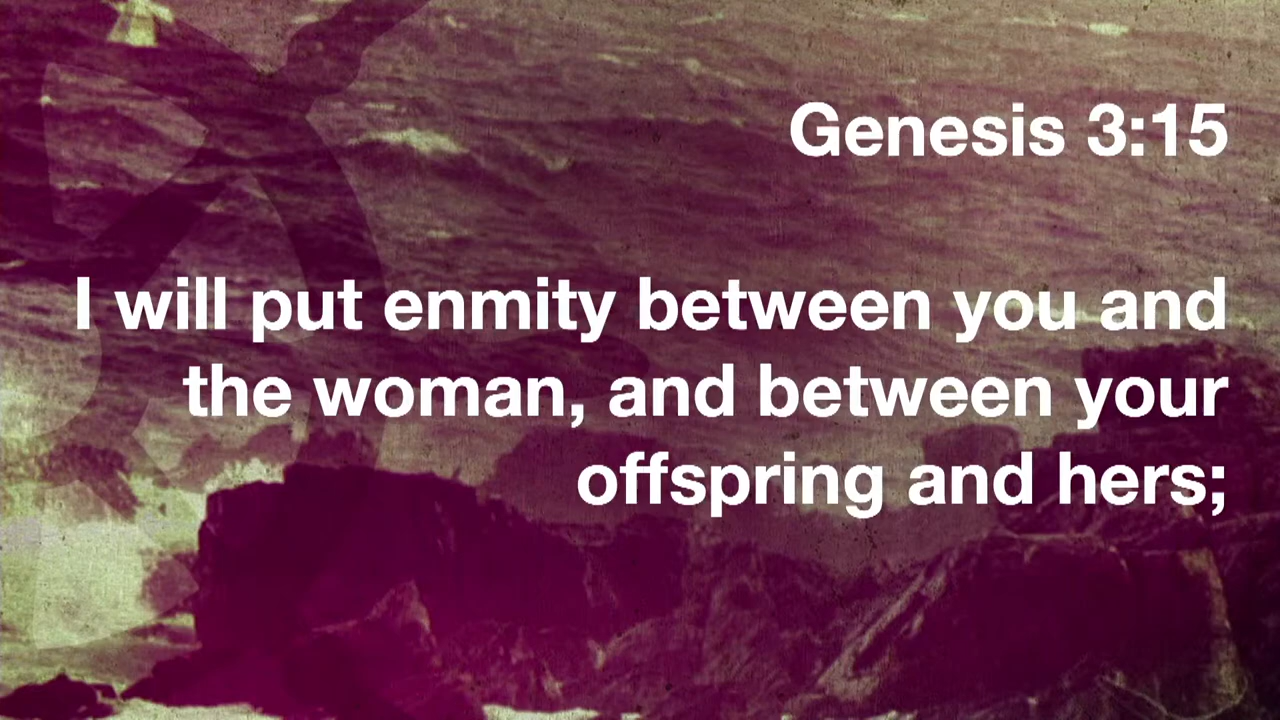 Genesis 3:15
I will put enmity between you and
the woman, and between your
offspring and hers;